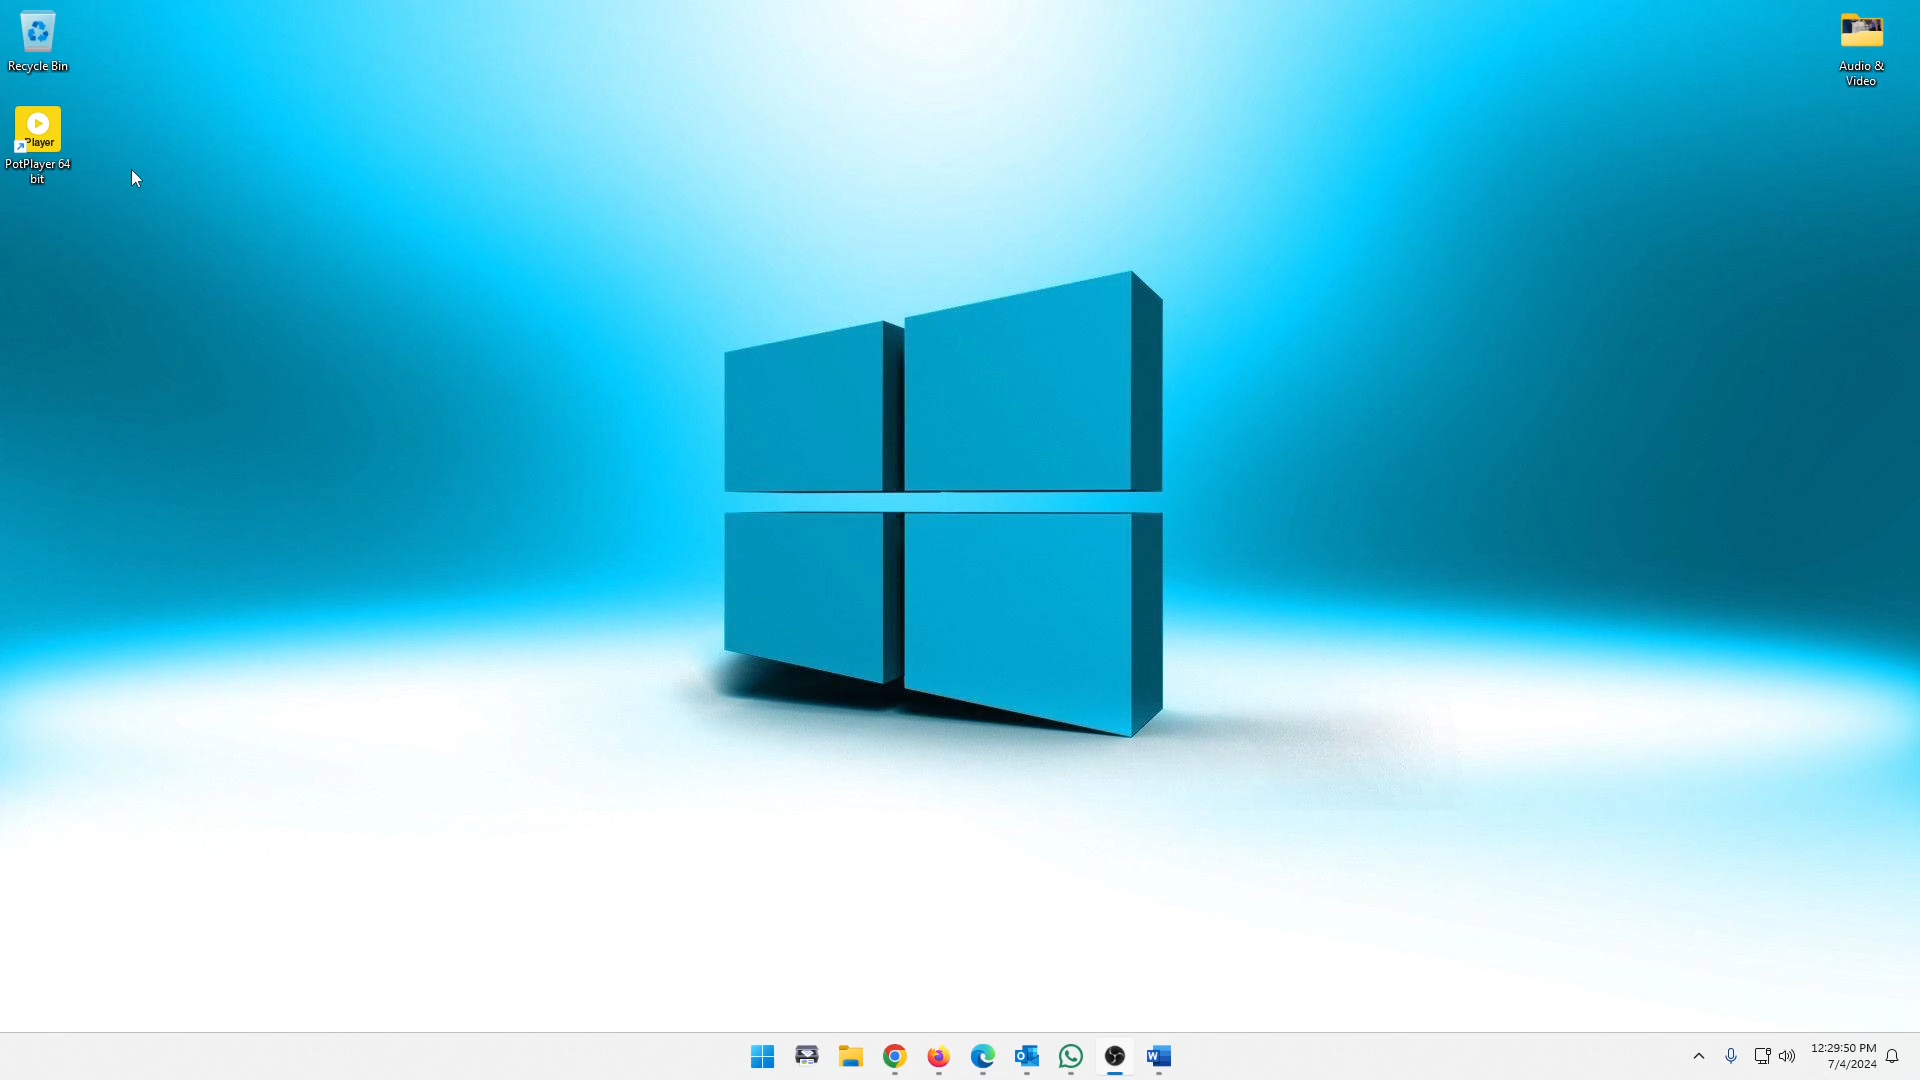 Recycle Bin
Player
PotPlayer 64
bit
Audio &
Video
12:29:50 PM
7/4/2024